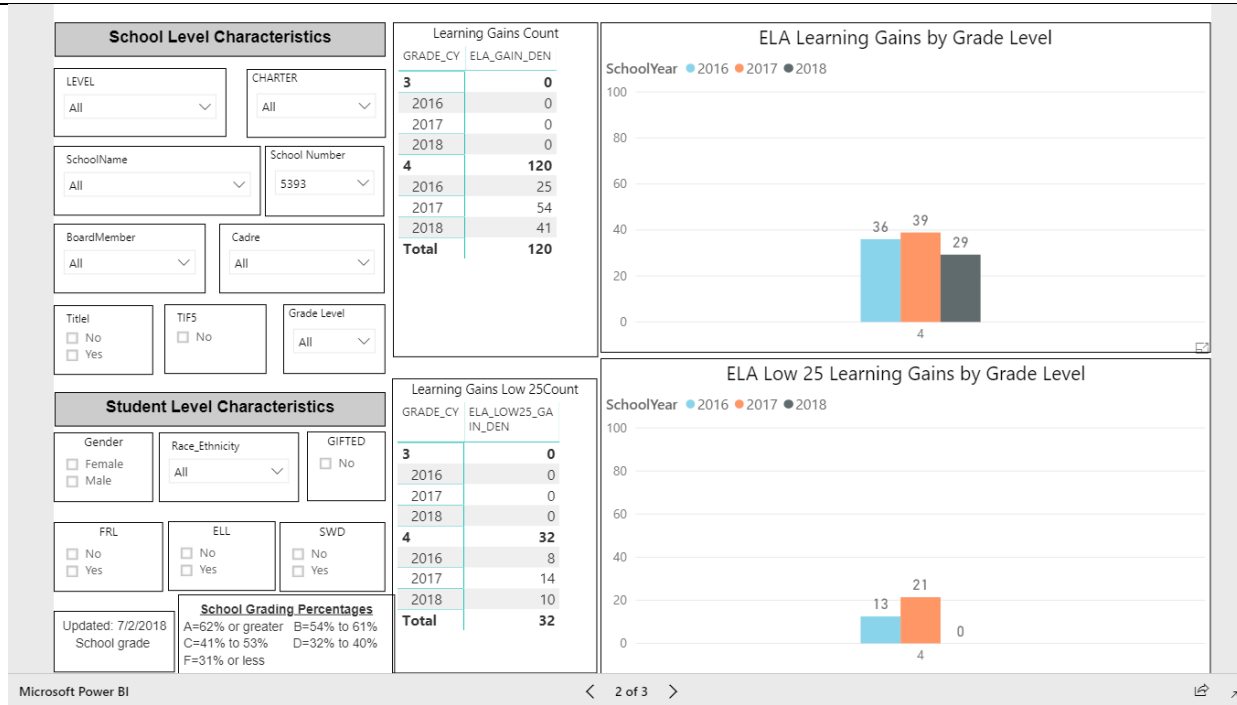 School Level Characteristics
LEVEL
All
CHARTER
All
SchoolName
All
School Number
5393
BoardMember
All
Cadre
All
TitleI
No
Yes
TIF5
No
Grade Level
All
Student Level Characteristics
Gender
Female
Male
Race_Ethnicity
All
GIFTED
No
FRL
No
Yes
ELL
No
Yes
SWD
No
Yes
Updated: 7/2/2018
School grade
School Grading Percentages
A=62% or greater B=54% to 61%
C=41% to 53% D=32% to 40%
F=31% or less
Learning Gains Count
GRADE_CY ELA_GAIN_DEN
3 0
2016 0
2017 0
2018 0
4 120
2016 25
2017 54
2018 41
Total 120
Learning Gains Low 25Count
GRADE_CY ELA_LOW25_GA
IN_DEN
3 0
2016 0
2017 0
2018 0
4 32
2016 8
2017 14
2018 10
Total 32
ELA Learning Gains by Grade Level
SchoolYear 2016 2017 2018
100
80
60
40
20
0
36 39 29
4
ELA Low 25 Learning Gains by Grade Level
SchoolYear 2016 2017 2018
100
80
60
40
20
0
13 21 0
4
Microsoft Power BI
2 of 3